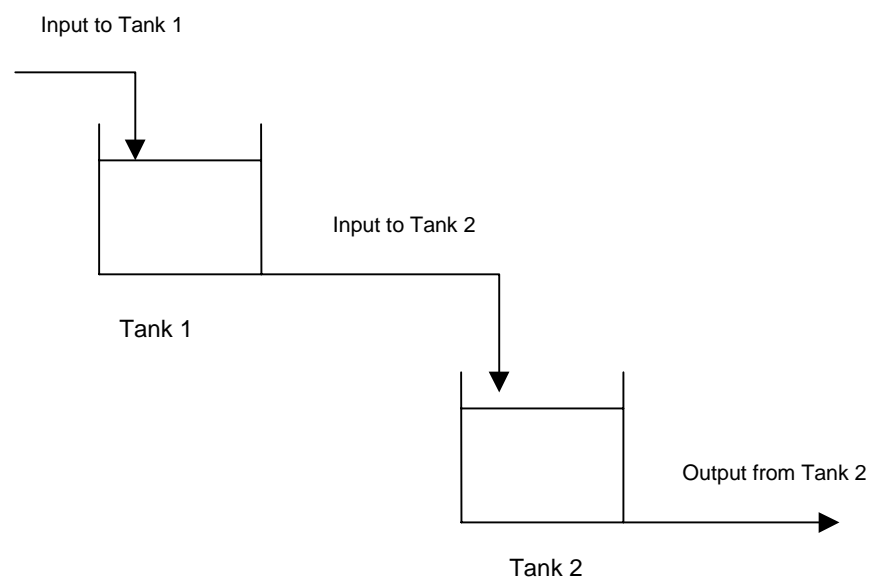 Input to Tank 1
Input to Tank 2
Tank 1
Output from Tank 2
Tank 2